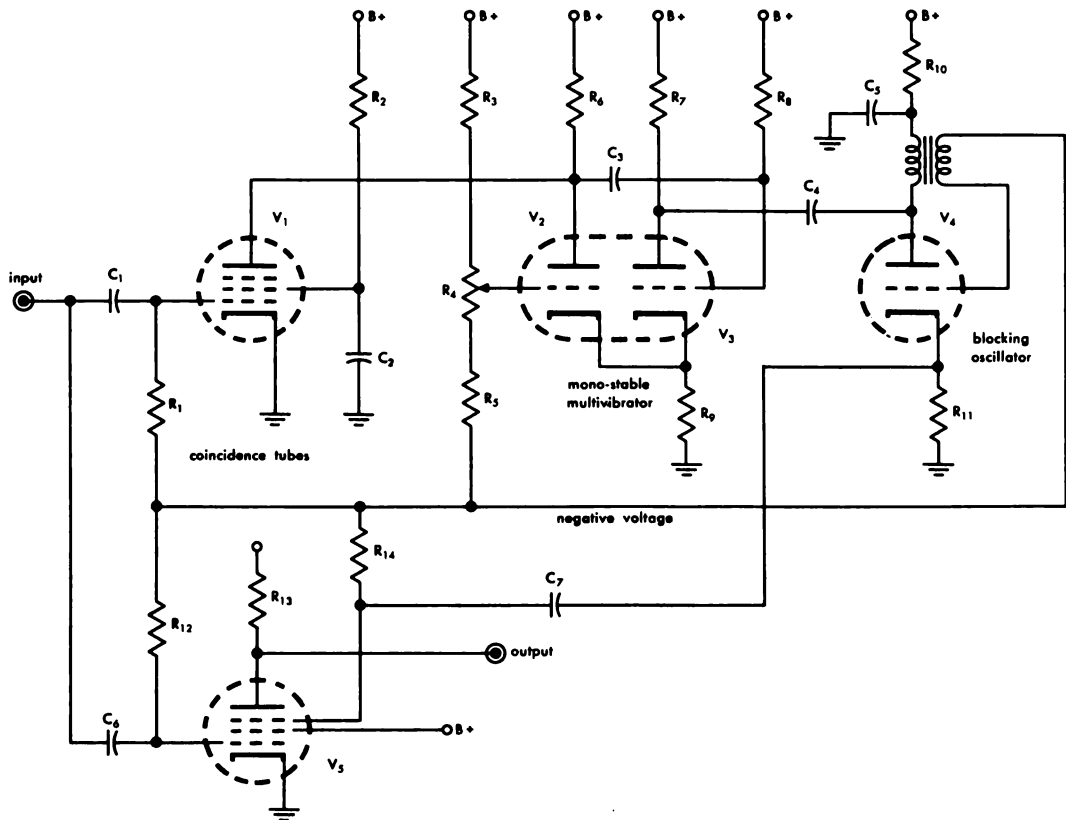 B+
B+
B+
B+
B+
B+
R2
R3
R6
R7
R8
R10
C5
C3
C4
V1
V2
V4
input
C1
R4
V3
C2
blocking
oscillator
mono-stable
multivibrator
R1
R5
R9
R11
coincidence tubes
negative voltage
R14
C7
R13
R12
output
C6
B+
V5